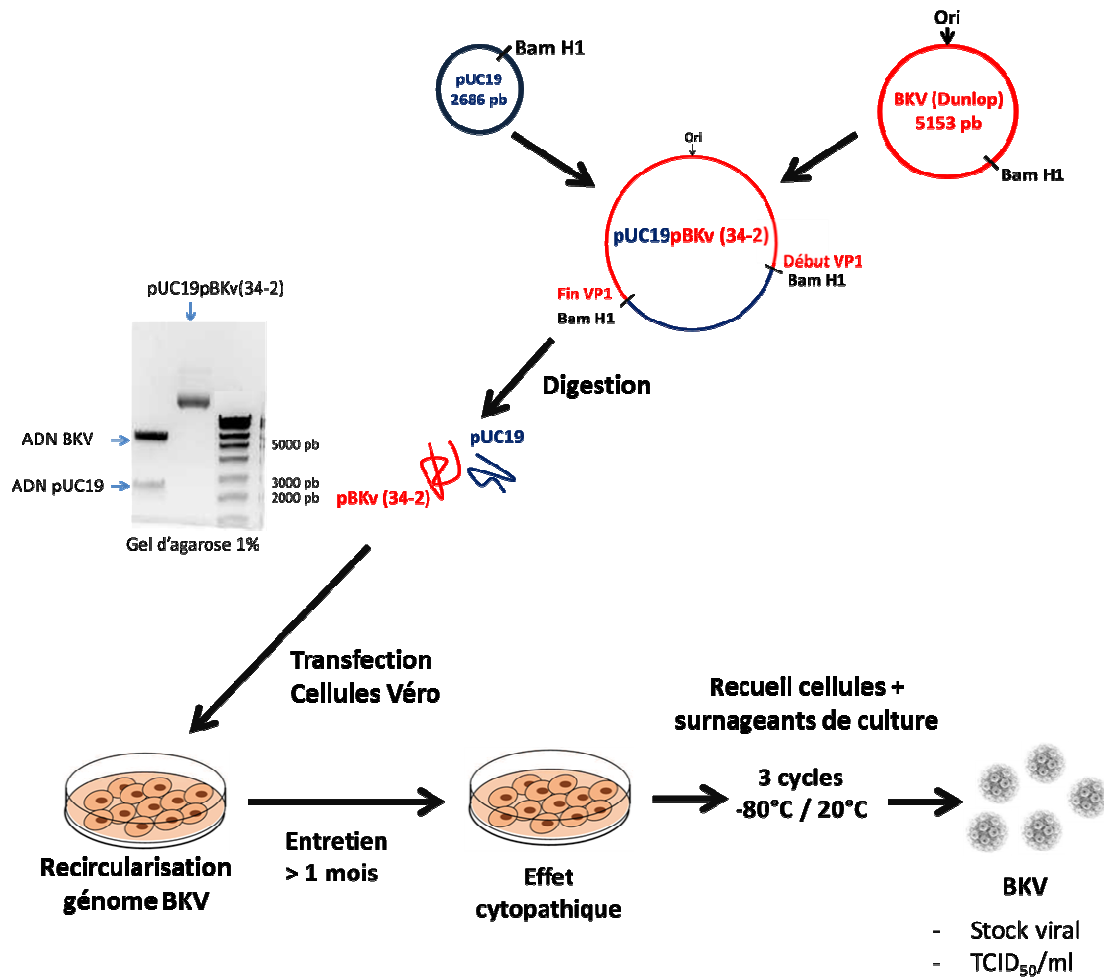 Ori
Bam H1
pUC19
2686 pb
BKV (Dunlop)
5153 pb
Bam H1
Ori
pUC19pBKv (34-2)
Début VP1
Bam H1
Fin VP1
Bam H1
pUC19pBKv(34-2)
Digestion
ADN BKV
5000 pb
pUC19
ADN pUC19
3000 pb
2000 pb
pBKv (34-2)
Gel d'agarose 1%
Transfection
Cellules Véro
Recueil cellules +
surnageants de culture
3 cycles
-80°C / 20°C
Entretien
> 1 mois
Recircularisation
génome BKV
Effet
cytopathique
BKV
- Stock viral
- TCID50/ml